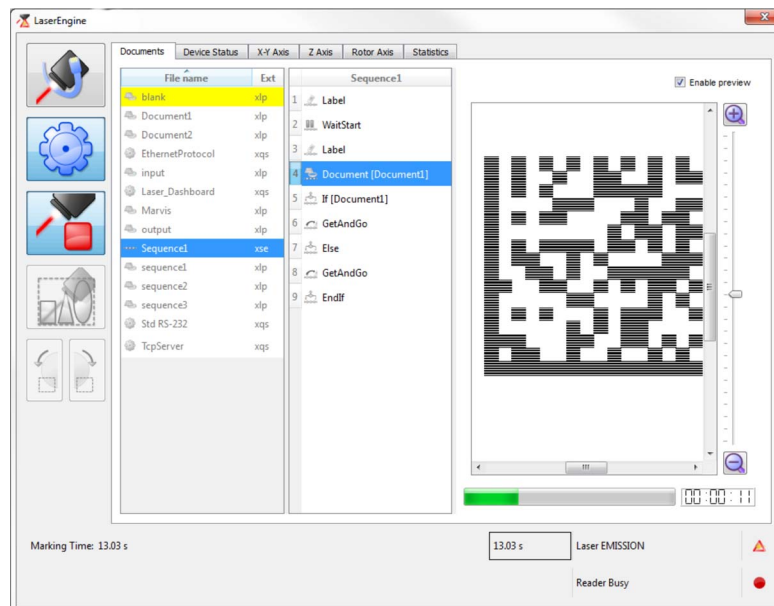 LaserEngine
Documents Device Status X-Y Axis Z Axis Rotor Axis Statistics
File name Ext
blank xlp
Document1 xlp
Document2 xlp
EthernetProtocol xqs
input xlp
Laser_Dashboard xqs
Marvis xlp
output xlp
Sequence1 xse
sequence1 xlp
sequence2 xlp
sequence3 xlp
Std RS-232 xqs
TcpServer xqs
Sequence1
1 Label
2 WaitStart
3 Label
4 Document [Document1]
5 If [Document1]
6 GetAndGo
7 Else
8 GetAndGo
9 EndIf
Enable preview
00:00:11
Marking Time: 13.03 s
13.03 s
Laser EMISSION
Reader Busy